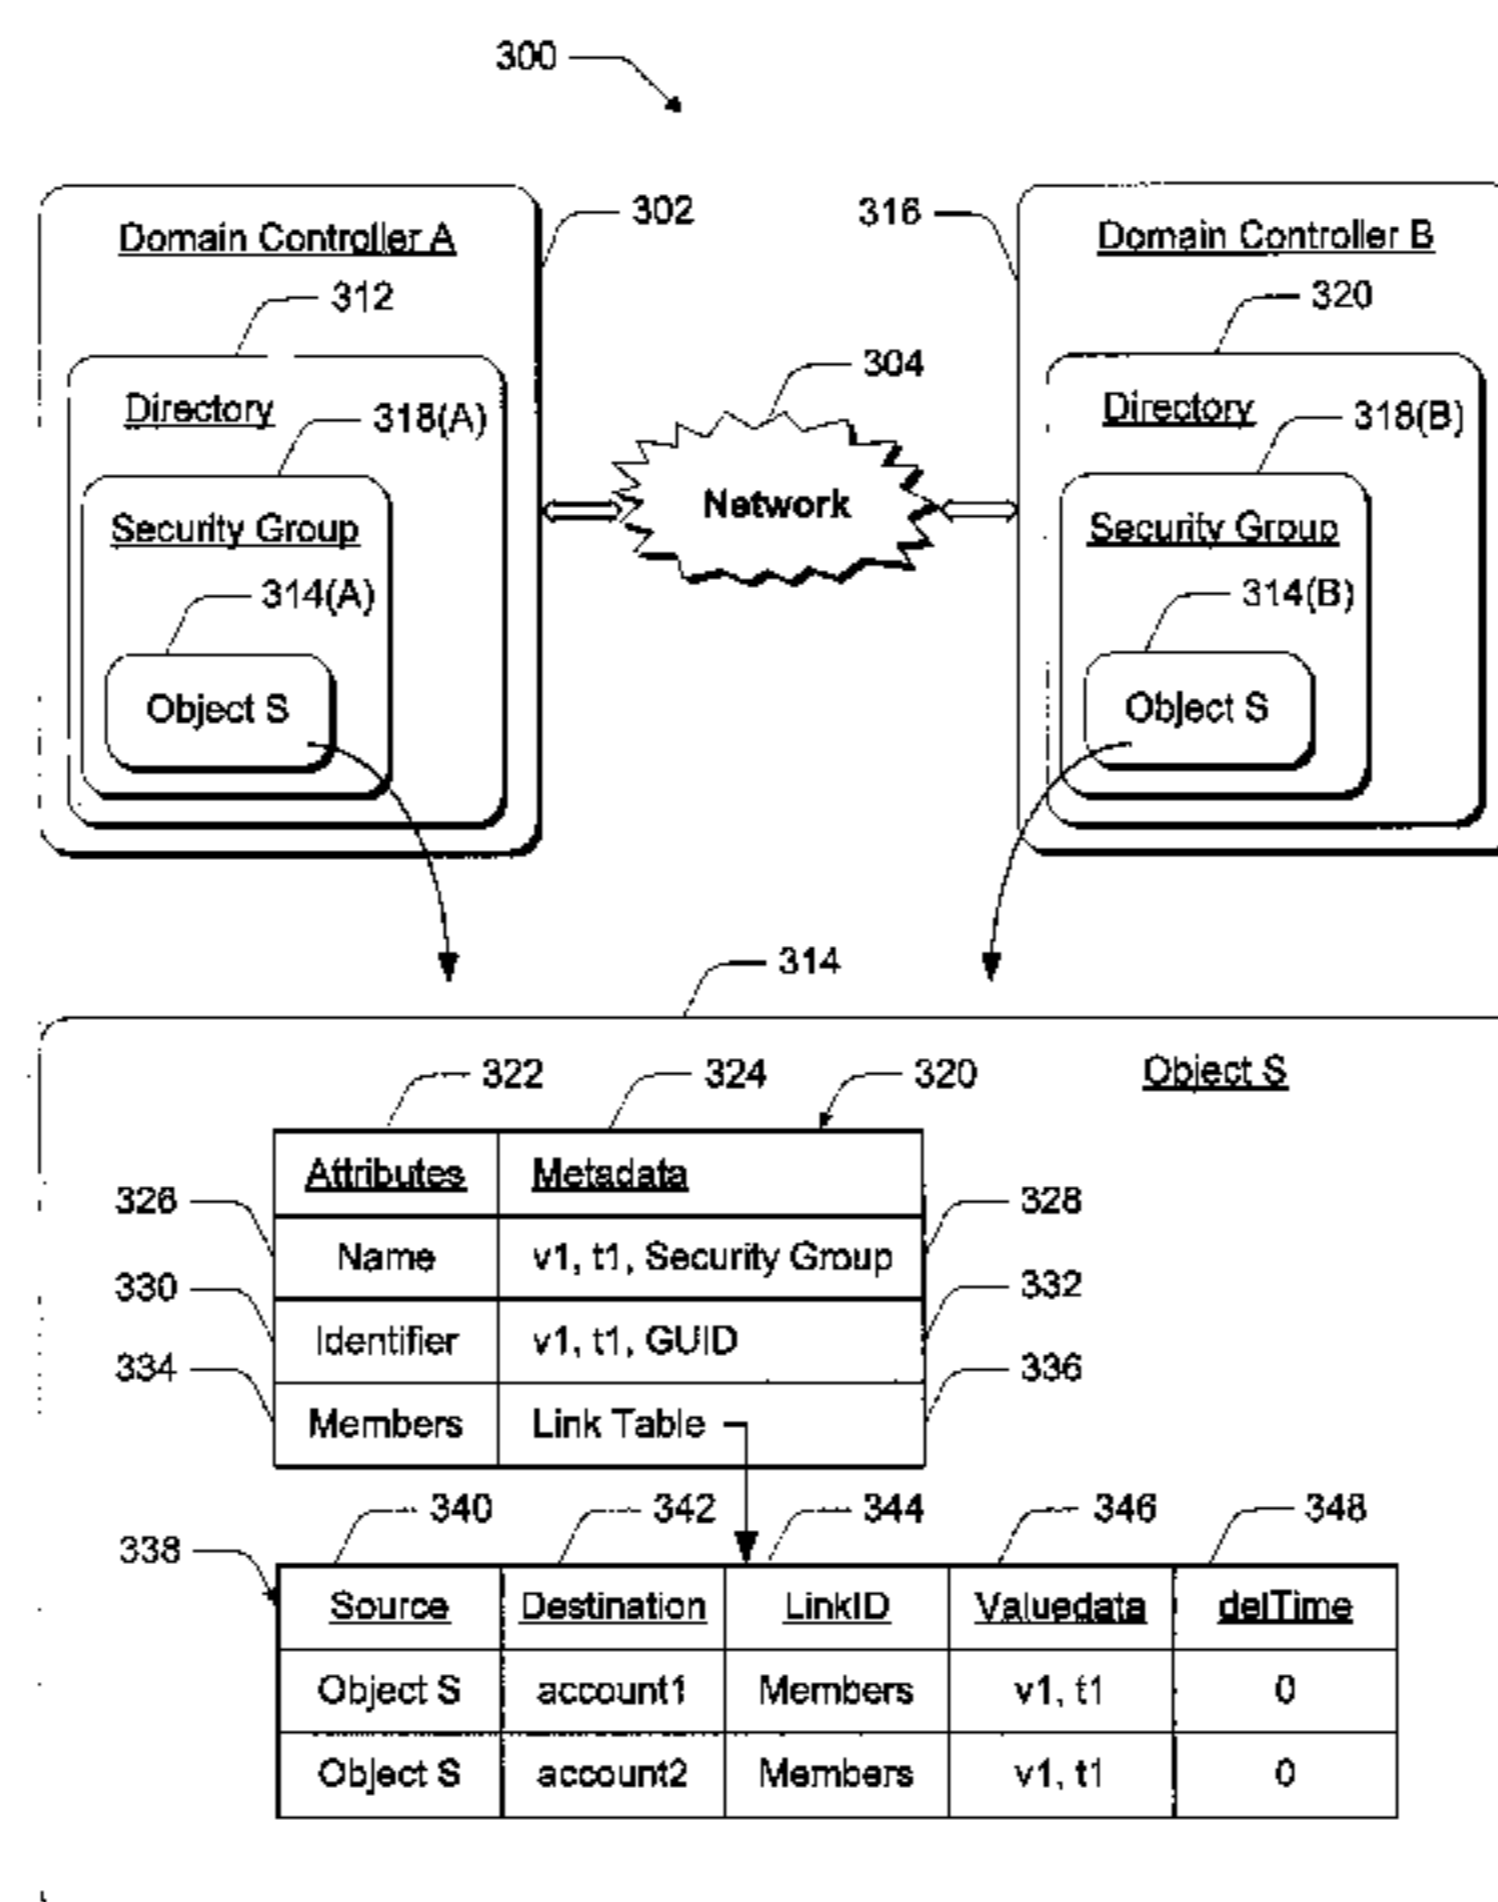 300
302
316
Domain Controller A
Domain Controller B
312
320
304
Directory
318(A)
Directory
318(B)
Network
Security Group
Security Group
314(A)
314(B)
Object S
Object S
314
322
324
320
Object S
Attributes
Metadata
326
328
Name
v1, t1, Security Group
330
332
Identifier
v1, t1, GUID
334
336
Members
Link Table
340
342
344
346
348
338
Source
Destination
LinkID
Valuedata
delTime
Object S
account1
Members
v1, t1
0
Object S
account2
Members
v1, t1
0